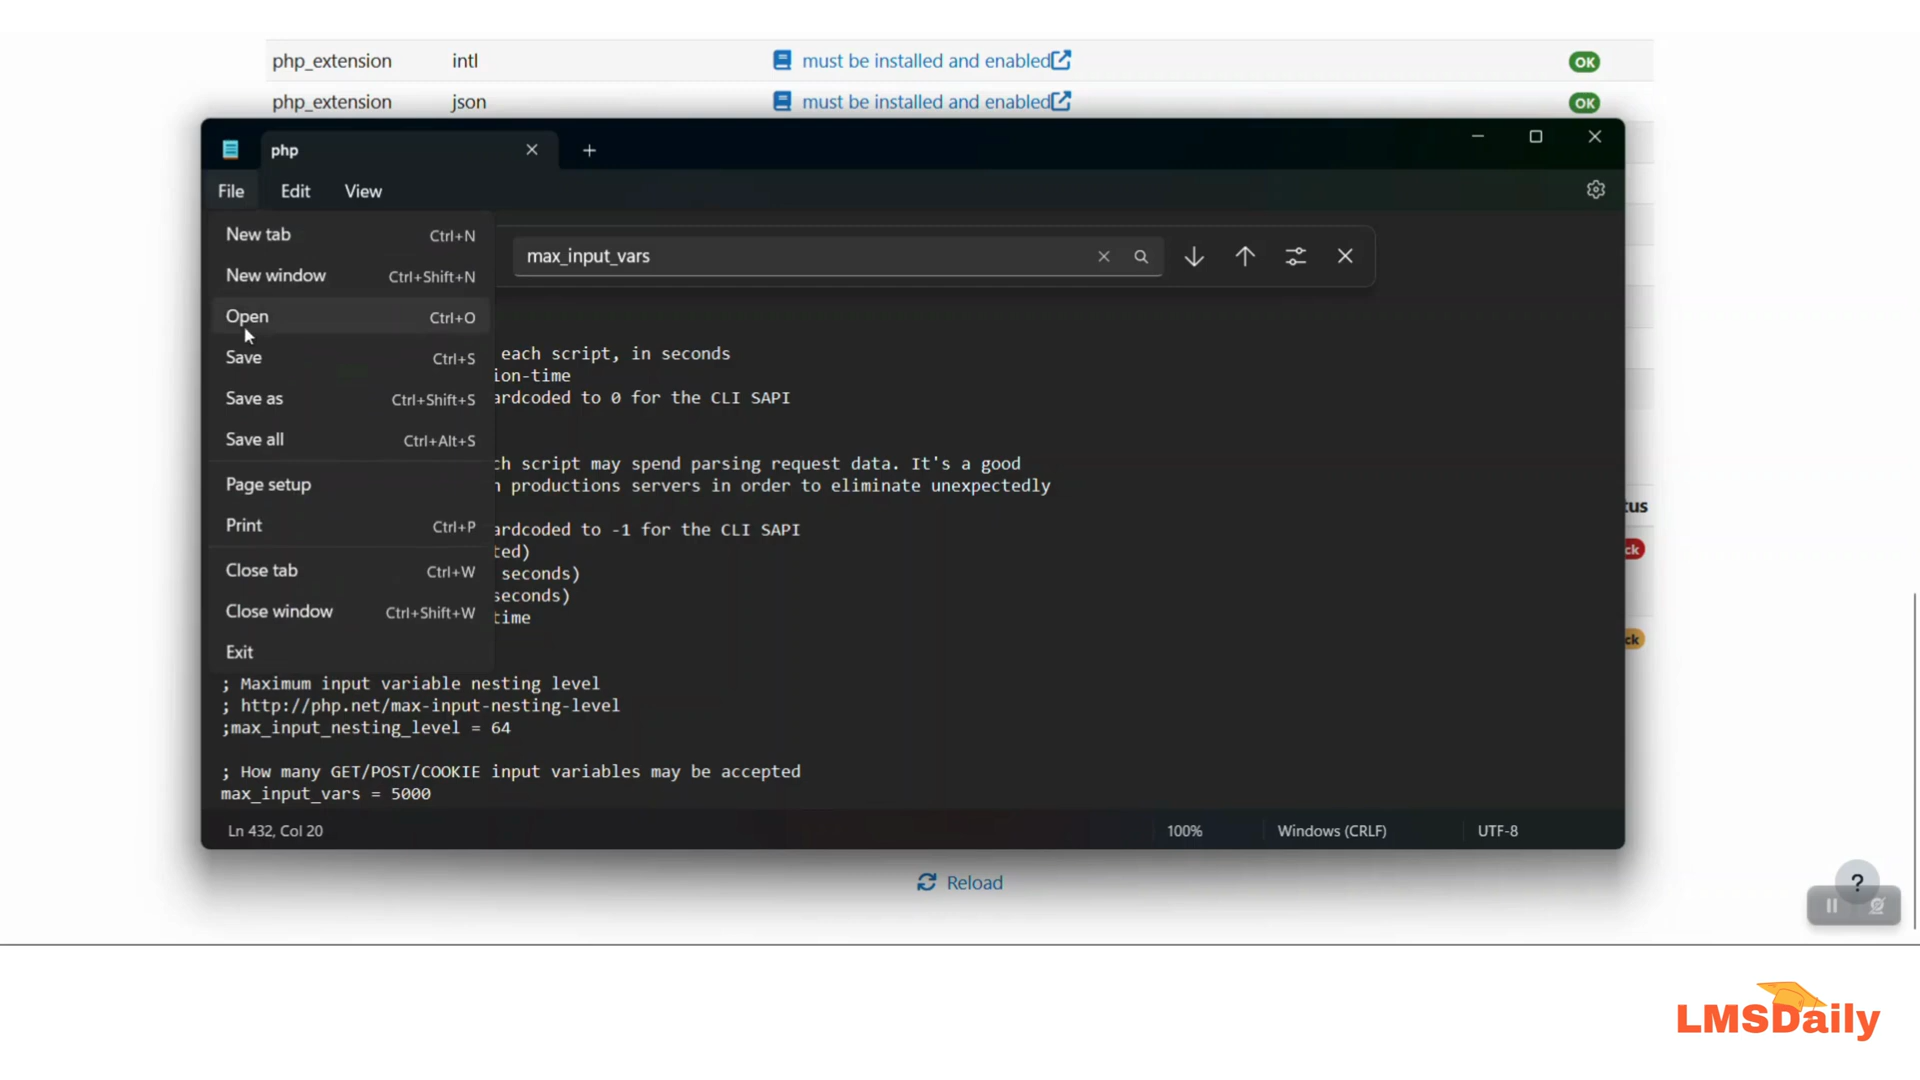 php_extension intl must be installed and enabled OK
php_extension json must be installed and enabled OK
php
File Edit View
New tab Ctrl+N
New window Ctrl+Shift+N
max_input_vars
Open Ctrl+O
Save Ctrl+S
Save as Ctrl+Shift+S
Save all Ctrl+Alt+S
Page setup
Print Ctrl+P
Close tab Ctrl+W
Close window Ctrl+Shift+W
Exit
each script, in seconds
ion-time
ardcoded to 0 for the CLI SAPI
ch script may spend parsing request data. It's a good
n productions servers in order to eliminate unexpectedly
ardcoded to -1 for the CLI SAPI
ted)
seconds)
seconds)
time
; Maximum input variable nesting level
; http://php.net/max-input-nesting-level
;max_input_nesting_level = 64
; How many GET/POST/COOKIE input variables may be accepted
max_input_vars = 5000
Ln 432, Col 20 100% Windows (CRLF) UTF-8
tus
ck
ck
Reload
?
LMSDaily